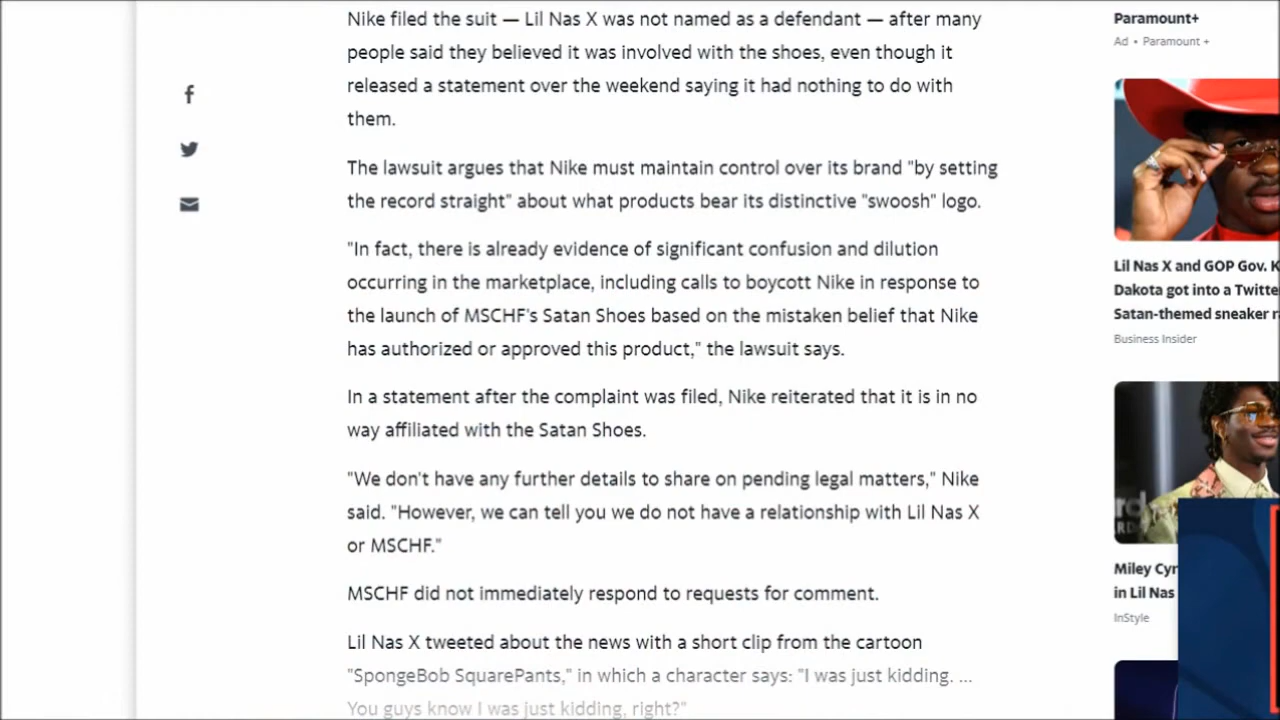 Nike filed the suit — Lil Nas X was not named as a defendant — after many
people said they believed it was involved with the shoes, even though it
released a statement over the weekend saying it had nothing to do with
them.
The lawsuit argues that Nike must maintain control over its brand "by setting
the record straight" about what products bear its distinctive "swoosh" logo.
"In fact, there is already evidence of significant confusion and dilution
occurring in the marketplace, including calls to boycott Nike in response to
the launch of MSCHF's Satan Shoes based on the mistaken belief that Nike
has authorized or approved this product," the lawsuit says.
In a statement after the complaint was filed, Nike reiterated that it is in no
way affiliated with the Satan Shoes.
"We don't have any further details to share on pending legal matters," Nike
said. "However, we can tell you we do not have a relationship with Lil Nas X
or MSCHF."
MSCHF did not immediately respond to requests for comment.
Lil Nas X tweeted about the news with a short clip from the cartoon
"SpongeBob SquarePants," in which a character says: "I was just kidding. ...
You guys know I was just kidding, right?"
Paramount+
Ad • Paramount +
Lil Nas X and GOP Gov. K
Dakota got into a Twitte
Satan-themed sneaker r
Business Insider
Miley Cyr
in Lil Nas
InStyle